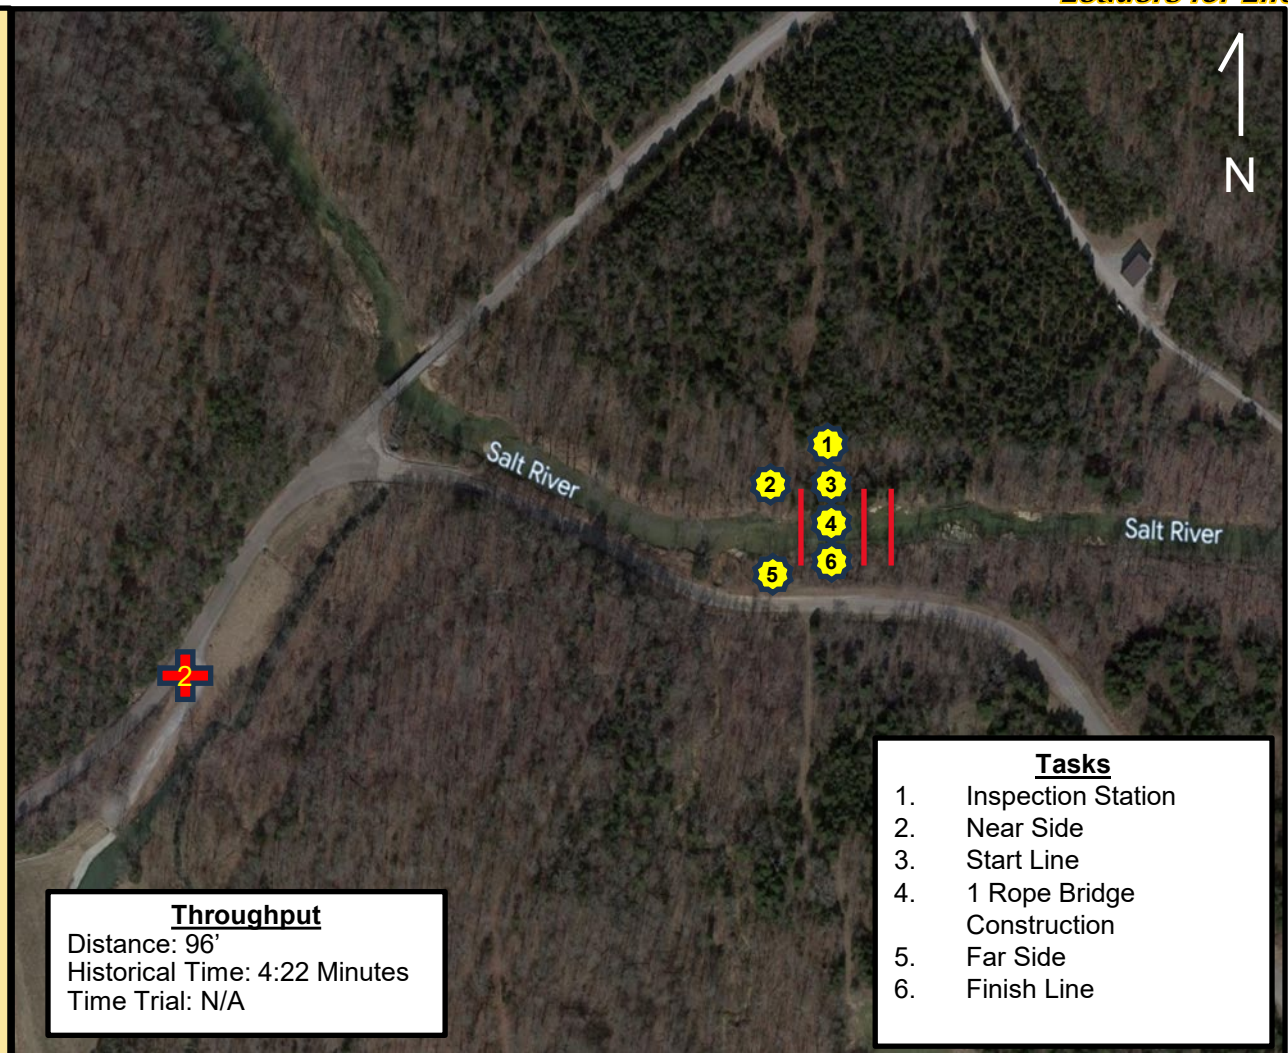 N
Salt River
1
2
3
4
Salt River
6
5
2
Tasks
1. Inspection Station
2. Near Side
3. Start Line
4. 1 Rope Bridge
Construction
5. Far Side
6. Finish Line
Throughput
Distance: 96’
Historical Time: 4:22 Minutes
Time Trial: N/A